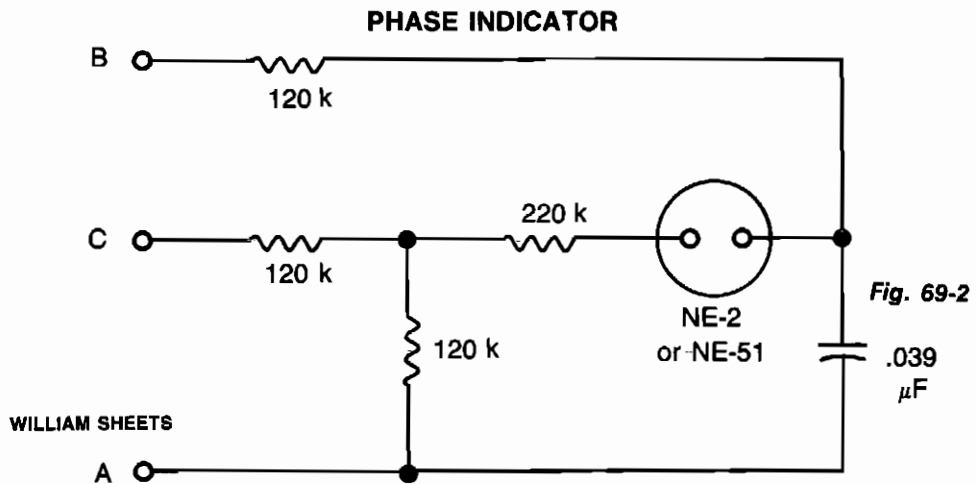 PHASE INDICATOR
B
120 k
C
120 k
220 k
NE-2
or NE-51
Fig. 69-2
120 k
.039
μF
WILLIAM SHEETS
A